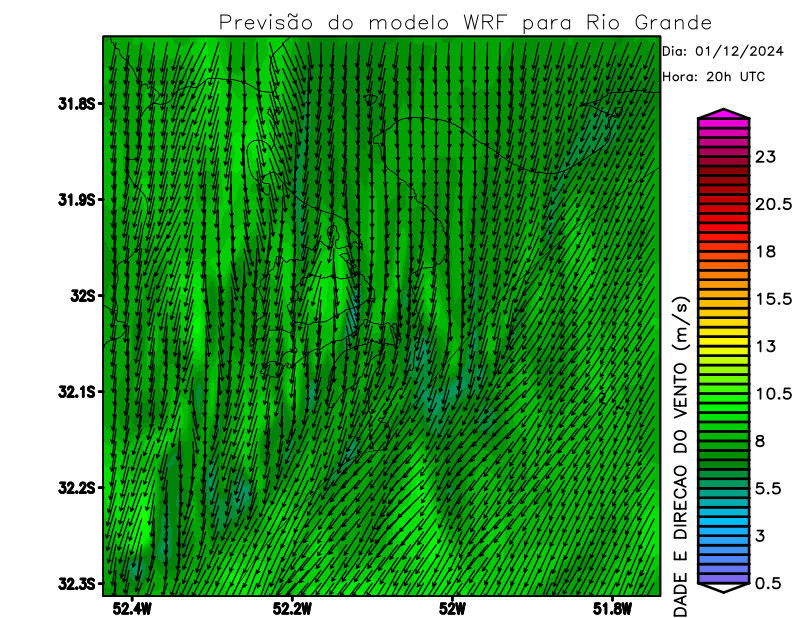 Previsão do modelo WRF para Rio Grande
Dia: 01/12/2024
Hora: 20h UTC
31.8S
31.9S
32S
32.1S
32.2S
32.3S
52.4W
52.2W
52W
51.8W
23
20.5
18
15.5
13
10.5
8
5.5
3
0.5
DADE E DIRECAO DO VENTO (m/s)